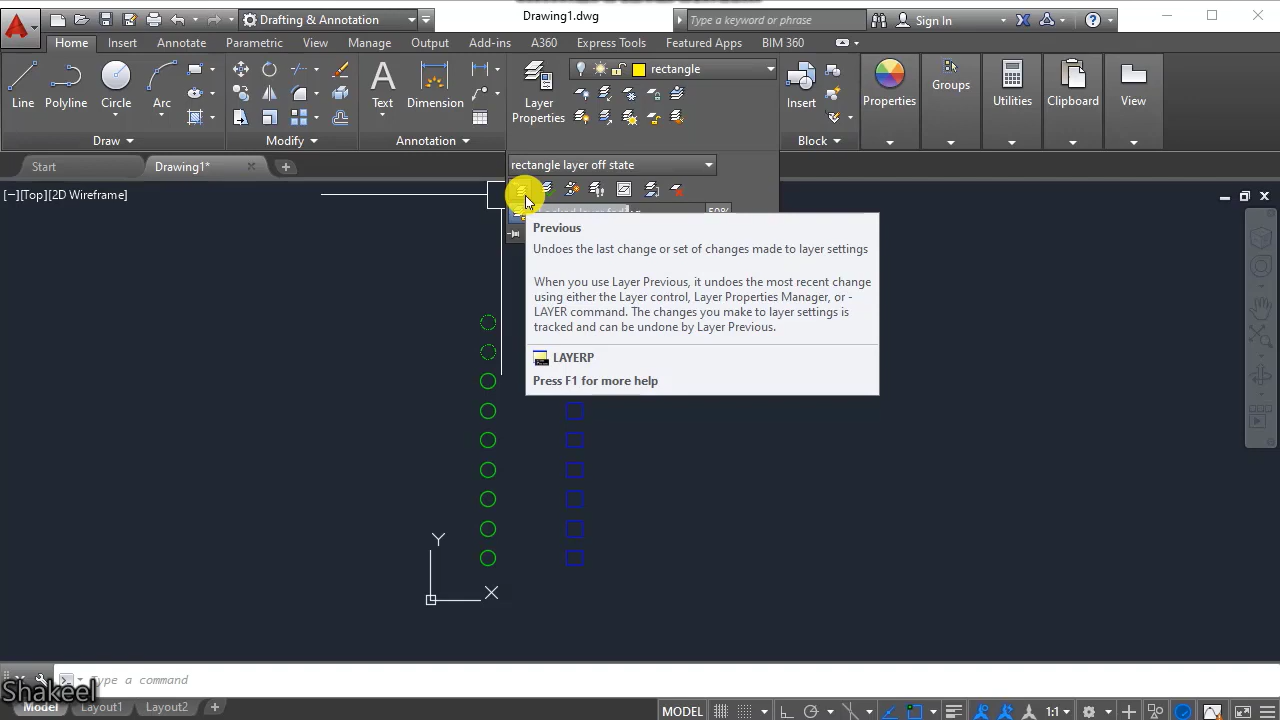 Drafting & Annotation
Drawing1.dwg
Type a keyword or phrase
Sign In
Home
Insert
Annotate
Parametric
View
Manage
Output
Add-ins
A360
Express Tools
Featured Apps
BIM 360
Line
Polyline
Circle
Arc
Text
Dimension
Layer
Properties
rectangle
Insert
Properties
Groups
Utilities
Clipboard
View
Draw
Modify
Annotation
Block
Start
Drawing1*
rectangle layer off state
[−][Top][2D Wireframe]
50%
Previous
Undoes the last change or set of changes made to layer settings
When you use Layer Previous, it undoes the most recent change
using either the Layer control, Layer Properties Manager, or -
LAYER command. The changes you make to layer settings is
tracked and can be undone by Layer Previous.
LAYERP
Press F1 for more help
Y
X
Type a command
Shakeel
Model
Layout1
Layout2
MODEL
1:1